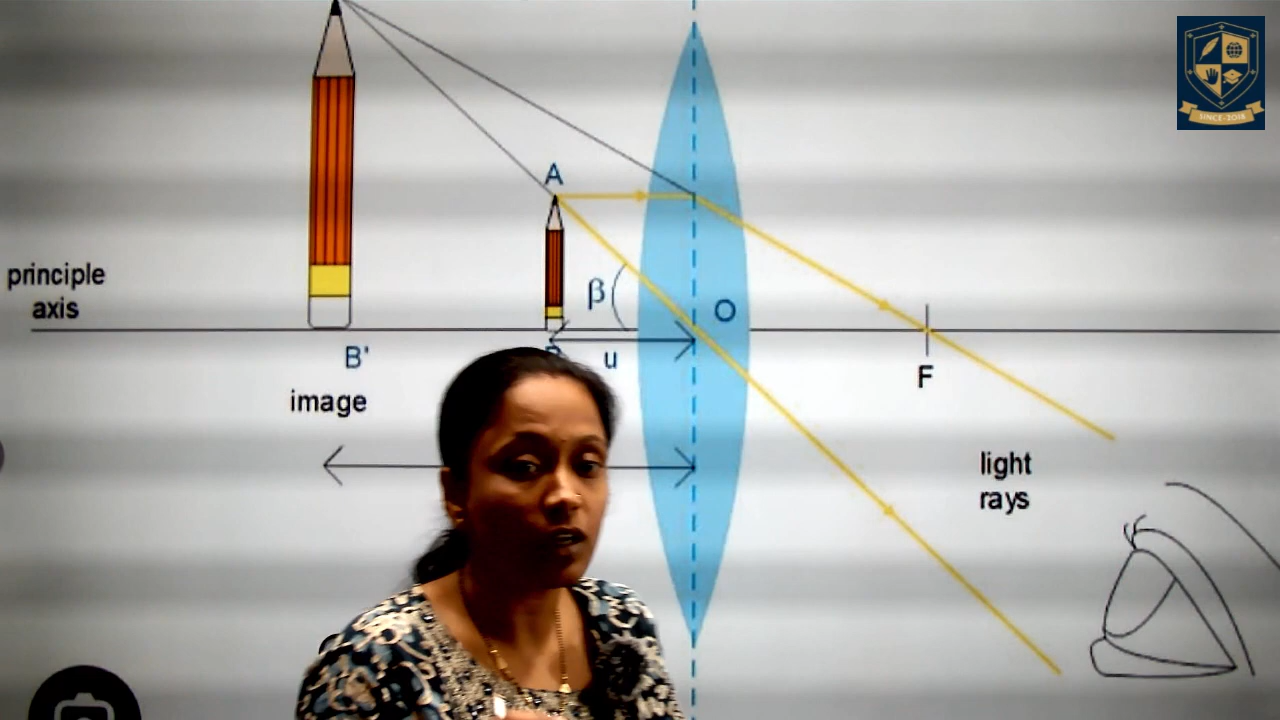 SINCE-2018
A
principle
axis
β
O
B'
B
u
F
image
light
rays